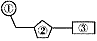 ① ② ③